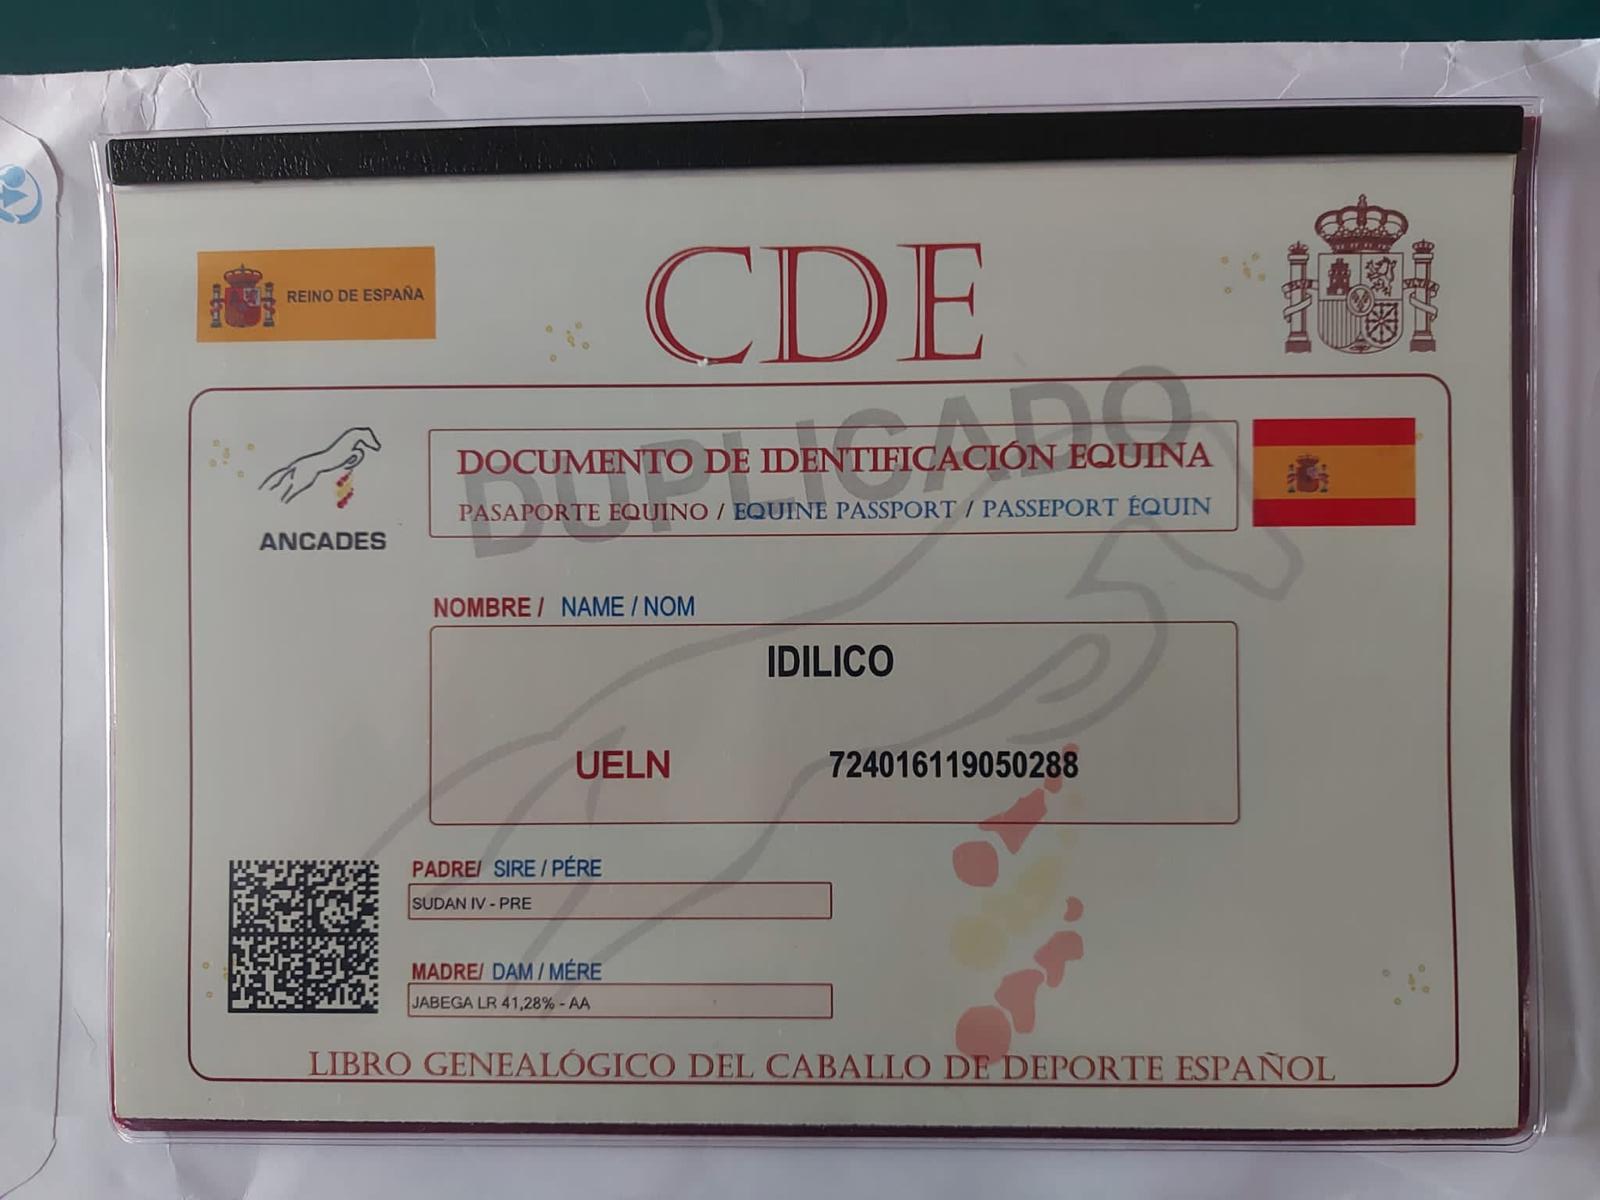 CDE
REINO DE ESPAÑA
PLUS VLTRA
DUPLICADO
ANCADES
DOCUMENTO DE IDENTIFICACIÓN EQUINA
PASAPORTE EQUINO / EQUINE PASSPORT / PASSEPORT ÉQUIN
NOMBRE / NAME / NOM
IDILICO
UELN 724016119050288
PADRE/ SIRE / PÉRE
SUDAN IV - PRE
MADRE/ DAM / MÉRE
JABEGA LR 41,28% - AA
LIBRO GENEALÓGICO DEL CABALLO DE DEPORTE ESPAÑOL